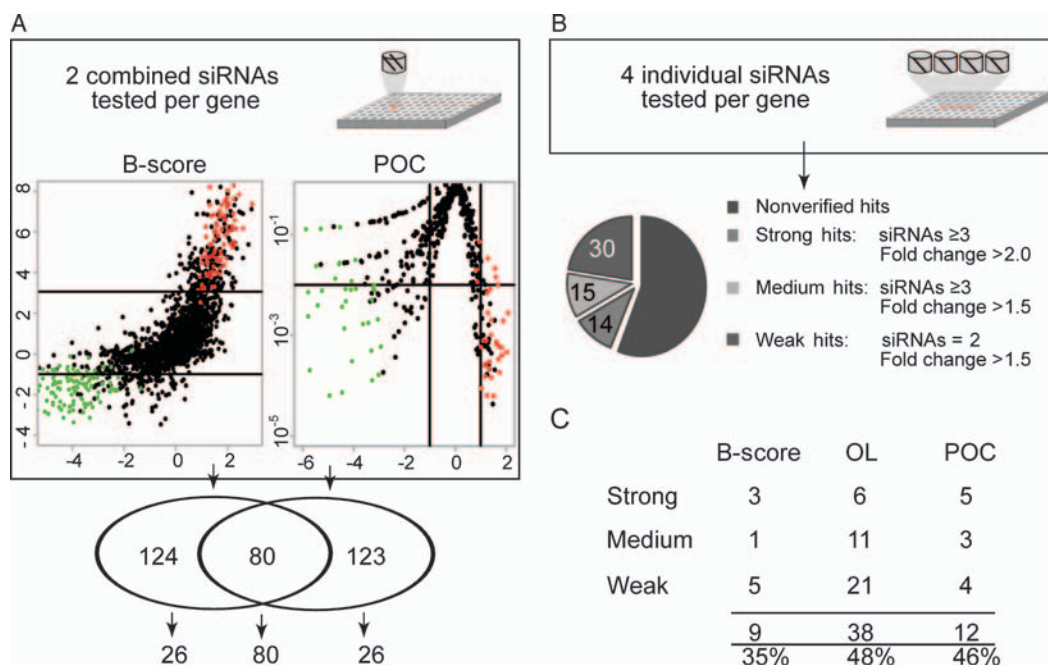 A
2 combined siRNAs
tested per gene
B-score
POC
8
6
4
2
0
-2
-4
-4 -2 0 2
10-1
10-3
10-5
-6 -5 -4 -3 -2 -1 0 1 2
124 80 123
26 80 26
B
4 individual siRNAs
tested per gene
30
15
14
Nonverified hits
Strong hits: siRNAs ≥3
Fold change >2.0
Medium hits: siRNAs ≥3
Fold change >1.5
Weak hits: siRNAs = 2
Fold change >1.5
C
B-score OL POC
Strong 3 6 5
Medium 1 11 3
Weak 5 21 4
9 38 12
35% 48% 46%